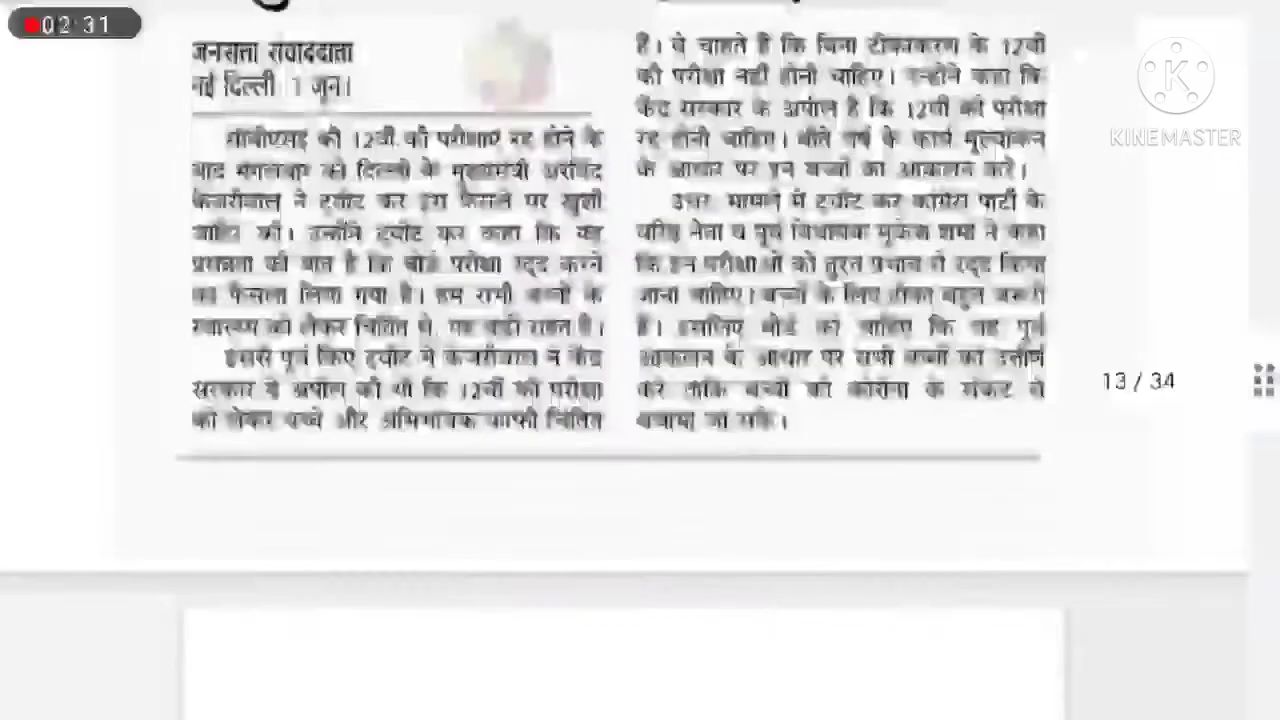 02:31
जनसत्ता संवाददाता
नई दिल्ली, 1 जून।
सीबीएसई की 12वीं की परीक्षाएं रद्द होने के
बाद मंगलवार को दिल्ली के मुख्यमंत्री अरविंद
केजरीवाल ने ट्वीट कर इस फैसले पर खुशी
जाहिर की। उन्होंने ट्वीट कर कहा कि यह
प्रसन्नता की बात है कि बोर्ड परीक्षा रद्द करने
का फैसला लिया गया है। हम सभी बच्चों के
स्वास्थ्य को लेकर चिंतित थे, यह बड़ी राहत है।
इससे पूर्व किए ट्वीट में केजरीवाल ने केंद्र
सरकार से अपील की थी कि 12वीं की परीक्षा
को लेकर बच्चे और अभिभावक काफी चिंतित
हैं। वे चाहते हैं कि बिना टीकाकरण के 12वीं
की परीक्षा नहीं होनी चाहिए। उन्होंने कहा कि
केंद्र सरकार से अपील है कि 12वीं की परीक्षा
रद्द होनी चाहिए। बीते वर्ष के कार्य मूल्यांकन
के आधार पर इन बच्चों का आकलन करें।
उधर, मामले में ट्वीट कर कांग्रेस पार्टी के
वरिष्ठ नेता व पूर्व विधायक मुकेश शर्मा ने कहा
कि इन परीक्षाओं को तुरंत प्रभाव से रद्द किया
जाना चाहिए। बच्चों के लिए टीका बहुत जरूरी
है। इसलिए बोर्ड को चाहिए कि वह पूर्व
आकलन के आधार पर सभी बच्चों को उत्तीर्ण
करे ताकि बच्चों को कोरोना के संकट से
बचाया जा सके।
KINEMASTER
13 / 34